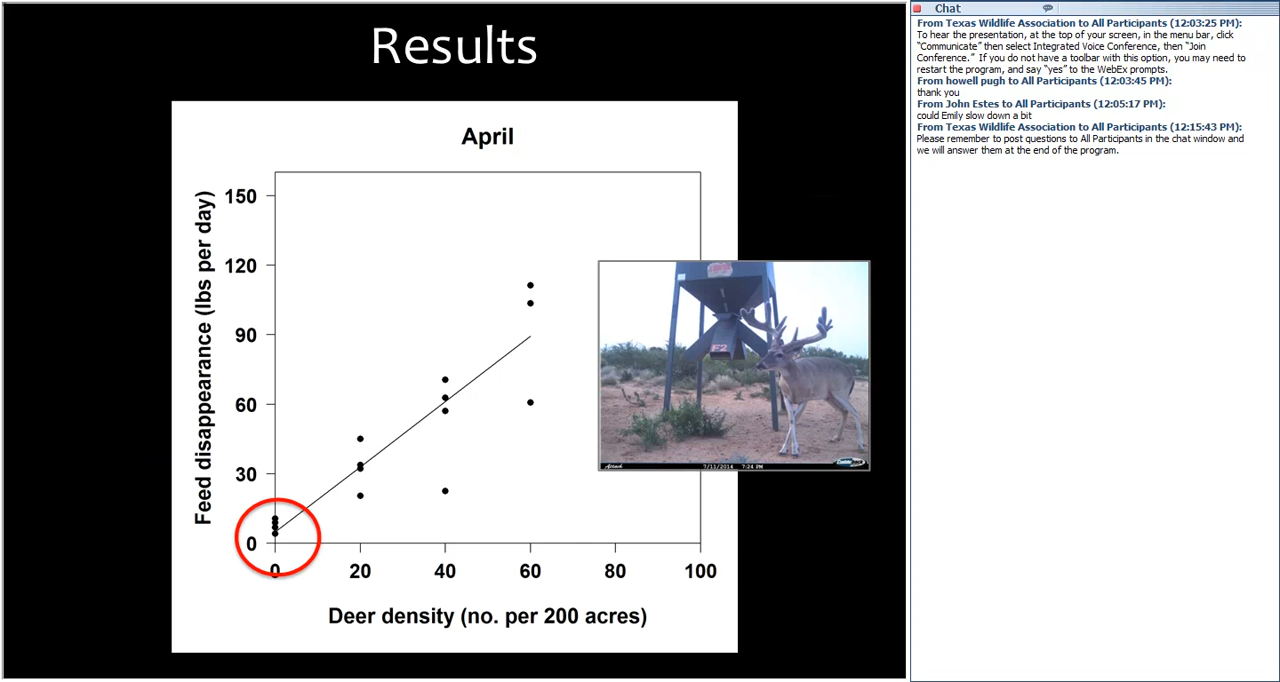 Results
April
Feed disappearance (lbs per day)
150
120
90
60
30
0
0 20 40 60 80 100
Deer density (no. per 200 acres)
F2
7/11/2014 7:24 PM
Chat
From Texas Wildlife Association to All Participants (12:03:25 PM):
To hear the presentation, at the top of your screen, in the menu bar, click
“Communicate” then select Integrated Voice Conference, then “Join
Conference.” If you do not have a toolbar with this option, you may need to
restart the program, and say “yes” to the WebEx prompts.
From howell pugh to All Participants (12:03:45 PM):
thank you
From John Estes to All Participants (12:05:17 PM):
could Emily slow down a bit
From Texas Wildlife Association to All Participants (12:15:43 PM):
Please remember to post questions to All Participants in the chat window and
we will answer them at the end of the program.